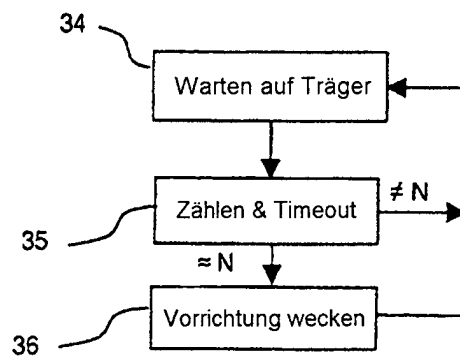 34
Warten auf Träger
Zählen & Timeout
≠ N
35
≈ N
Vorrichtung wecken
36